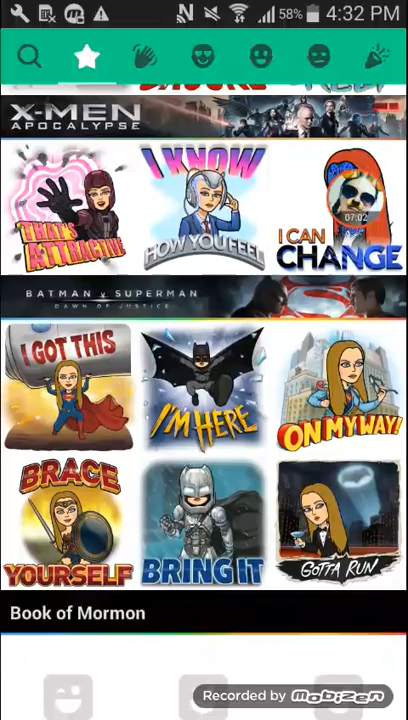 58% 4:32 PM
X-MEN
APOCALYPSE
THAT'S
ATTRACTIVE
I KNOW
HOW YOU FEEL
07:02
I CAN
CHANGE
BATMAN V SUPERMAN
DAWN OF JUSTICE
I GOT THIS
I'M HERE
ON MY WAY!
BRACE
YOURSELF
BRING IT
GOTTA RUN
Book of Mormon
Recorded by mobizen